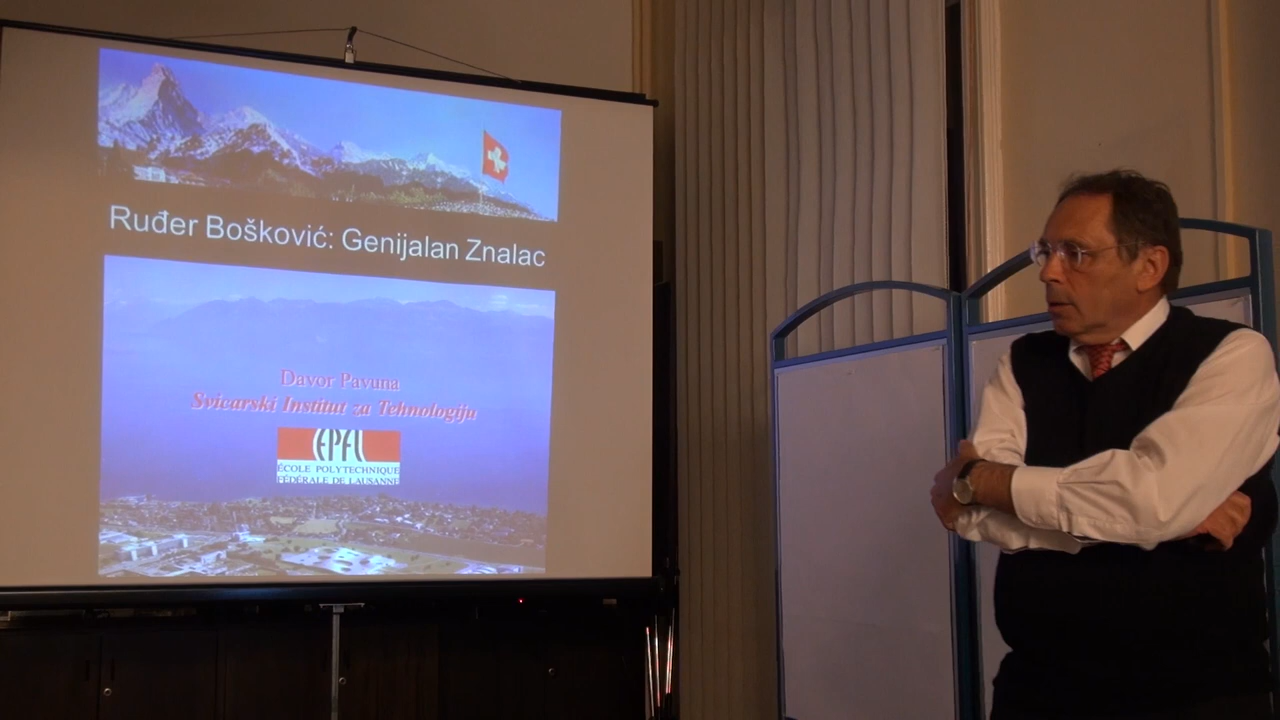 Ruđer Bošković: Genijalan Znalac
Davor Pavuna
Svicarski Institut za Tehnologiju
EPFL
ÉCOLE POLYTECHNIQUE
FÉDÉRALE DE LAUSANNE